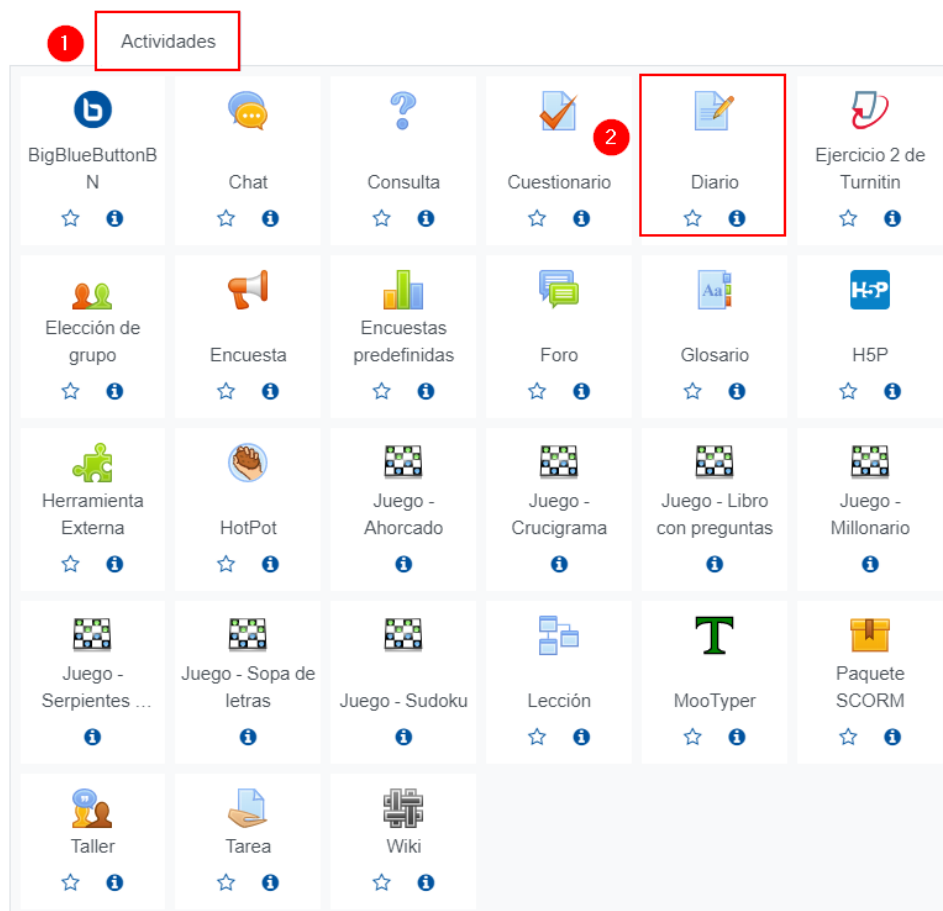 1 Actividades
2
BigBlueButtonB
N
Chat
Consulta
Cuestionario
Diario
Ejercicio 2 de
Turnitin
Elección de
grupo
Encuesta
Encuestas
predefinidas
Foro
Aa
Glosario
H5P
H5P
Herramienta
Externa
HotPot
Juego -
Ahorcado
Juego -
Crucigrama
Juego - Libro
con preguntas
Juego -
Millonario
Juego -
Serpientes ...
Juego - Sopa de
letras
Juego - Sudoku
Lección
T
MooTyper
Paquete
SCORM
Taller
Tarea
Wiki